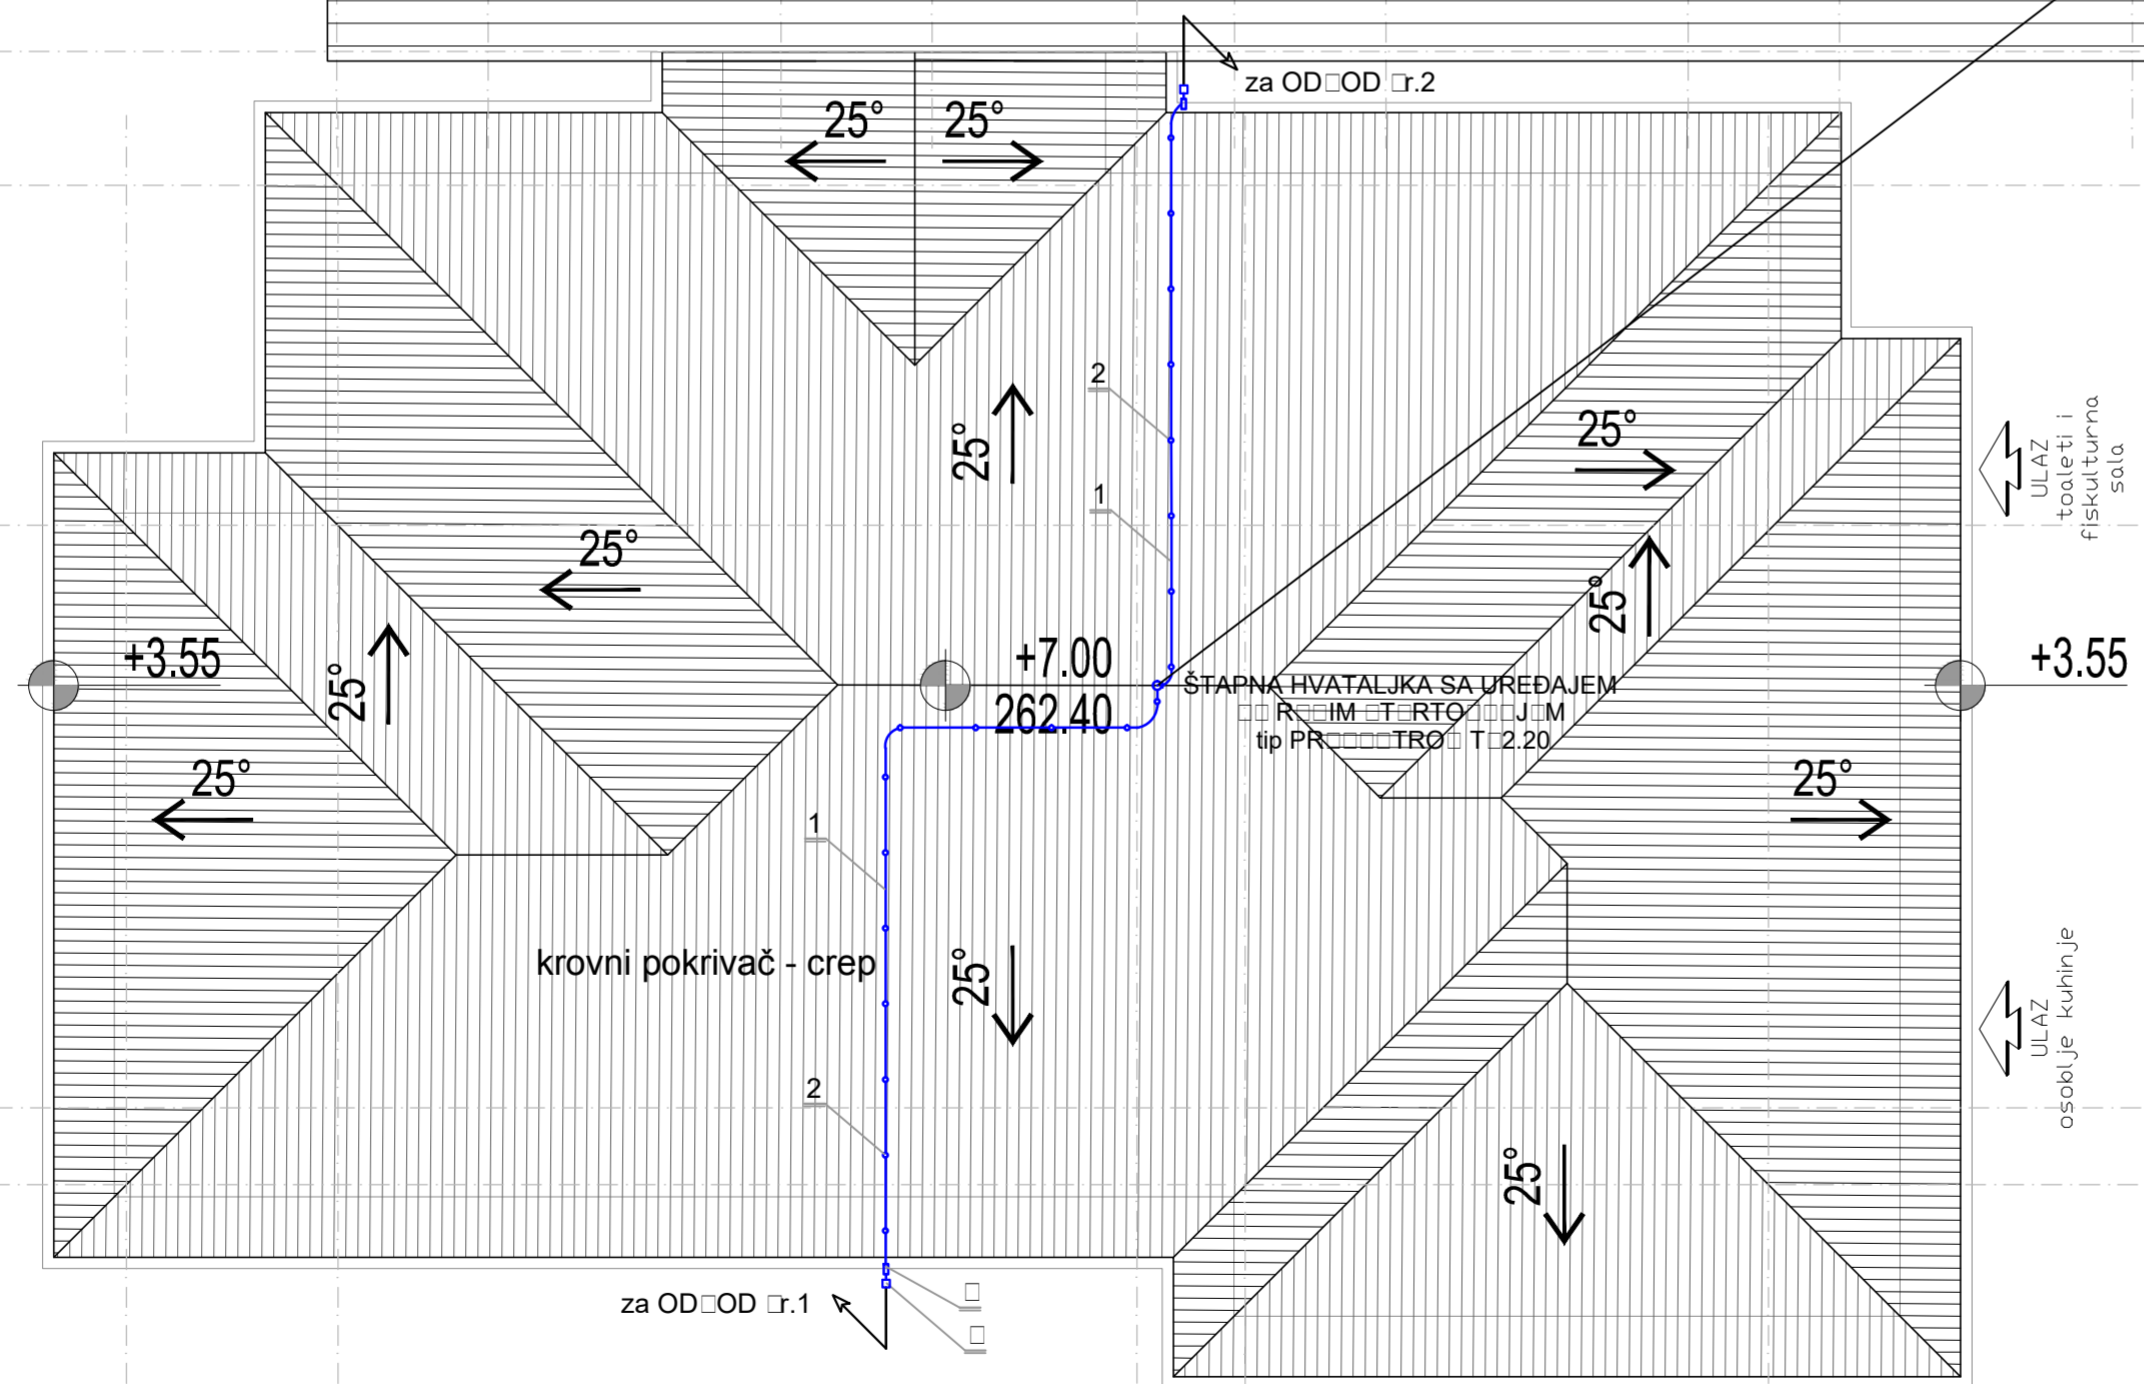 za OD□OD □r.2
25°
25°
2
25°
1
25°
25°
ULAZ
toaleti i
fiskulturna
sala
25°
+3.55
25°
+7.00
262.40
ŠTAPNA HVATALJKA SA UREĐAJEM
tip
+3.55
25°
25°
1
krovni pokrivač - crep
25°
2
25°
ULAZ
osoblje kuhinje
za OD□OD □r.1